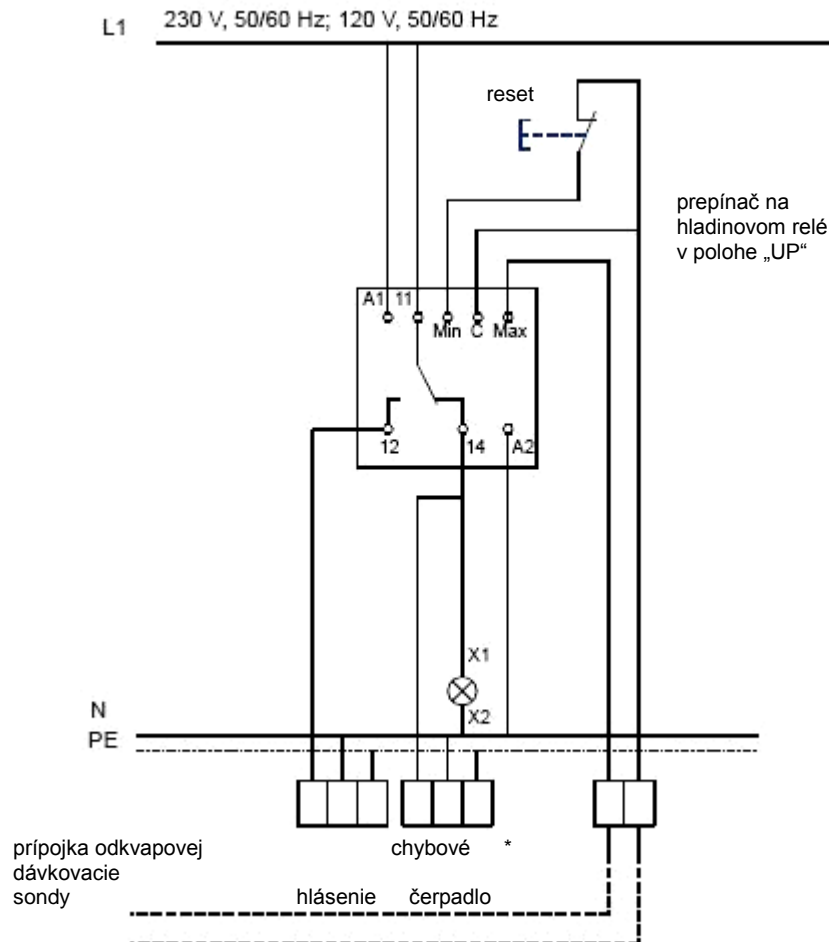 L1 230 V, 50/60 Hz; 120 V, 50/60 Hz
reset
prepínač na
hladinovom relé
v polohe „UP“
A1 11
Min C Max
12 14 A2
X1
X2
N
PE
prípojka odkvapovej chybové *
dávkovacie
sondy hlásenie čerpadlo